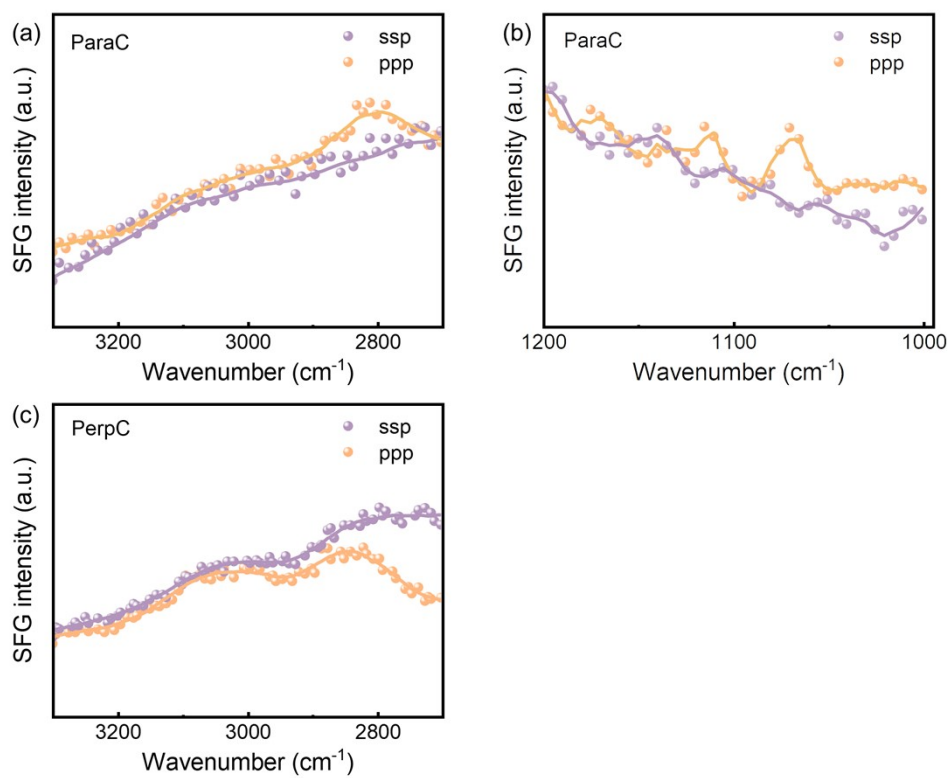 (a)
ParaC
ssp
ppp
SFG intensity (a.u.)
3200
3000
2800
Wavenumber (cm⁻¹)
(b)
ParaC
ssp
ppp
SFG intensity (a.u.)
1200
1100
1000
Wavenumber (cm⁻¹)
(c)
PerpC
ssp
ppp
SFG intensity (a.u.)
3200
3000
2800
Wavenumber (cm⁻¹)